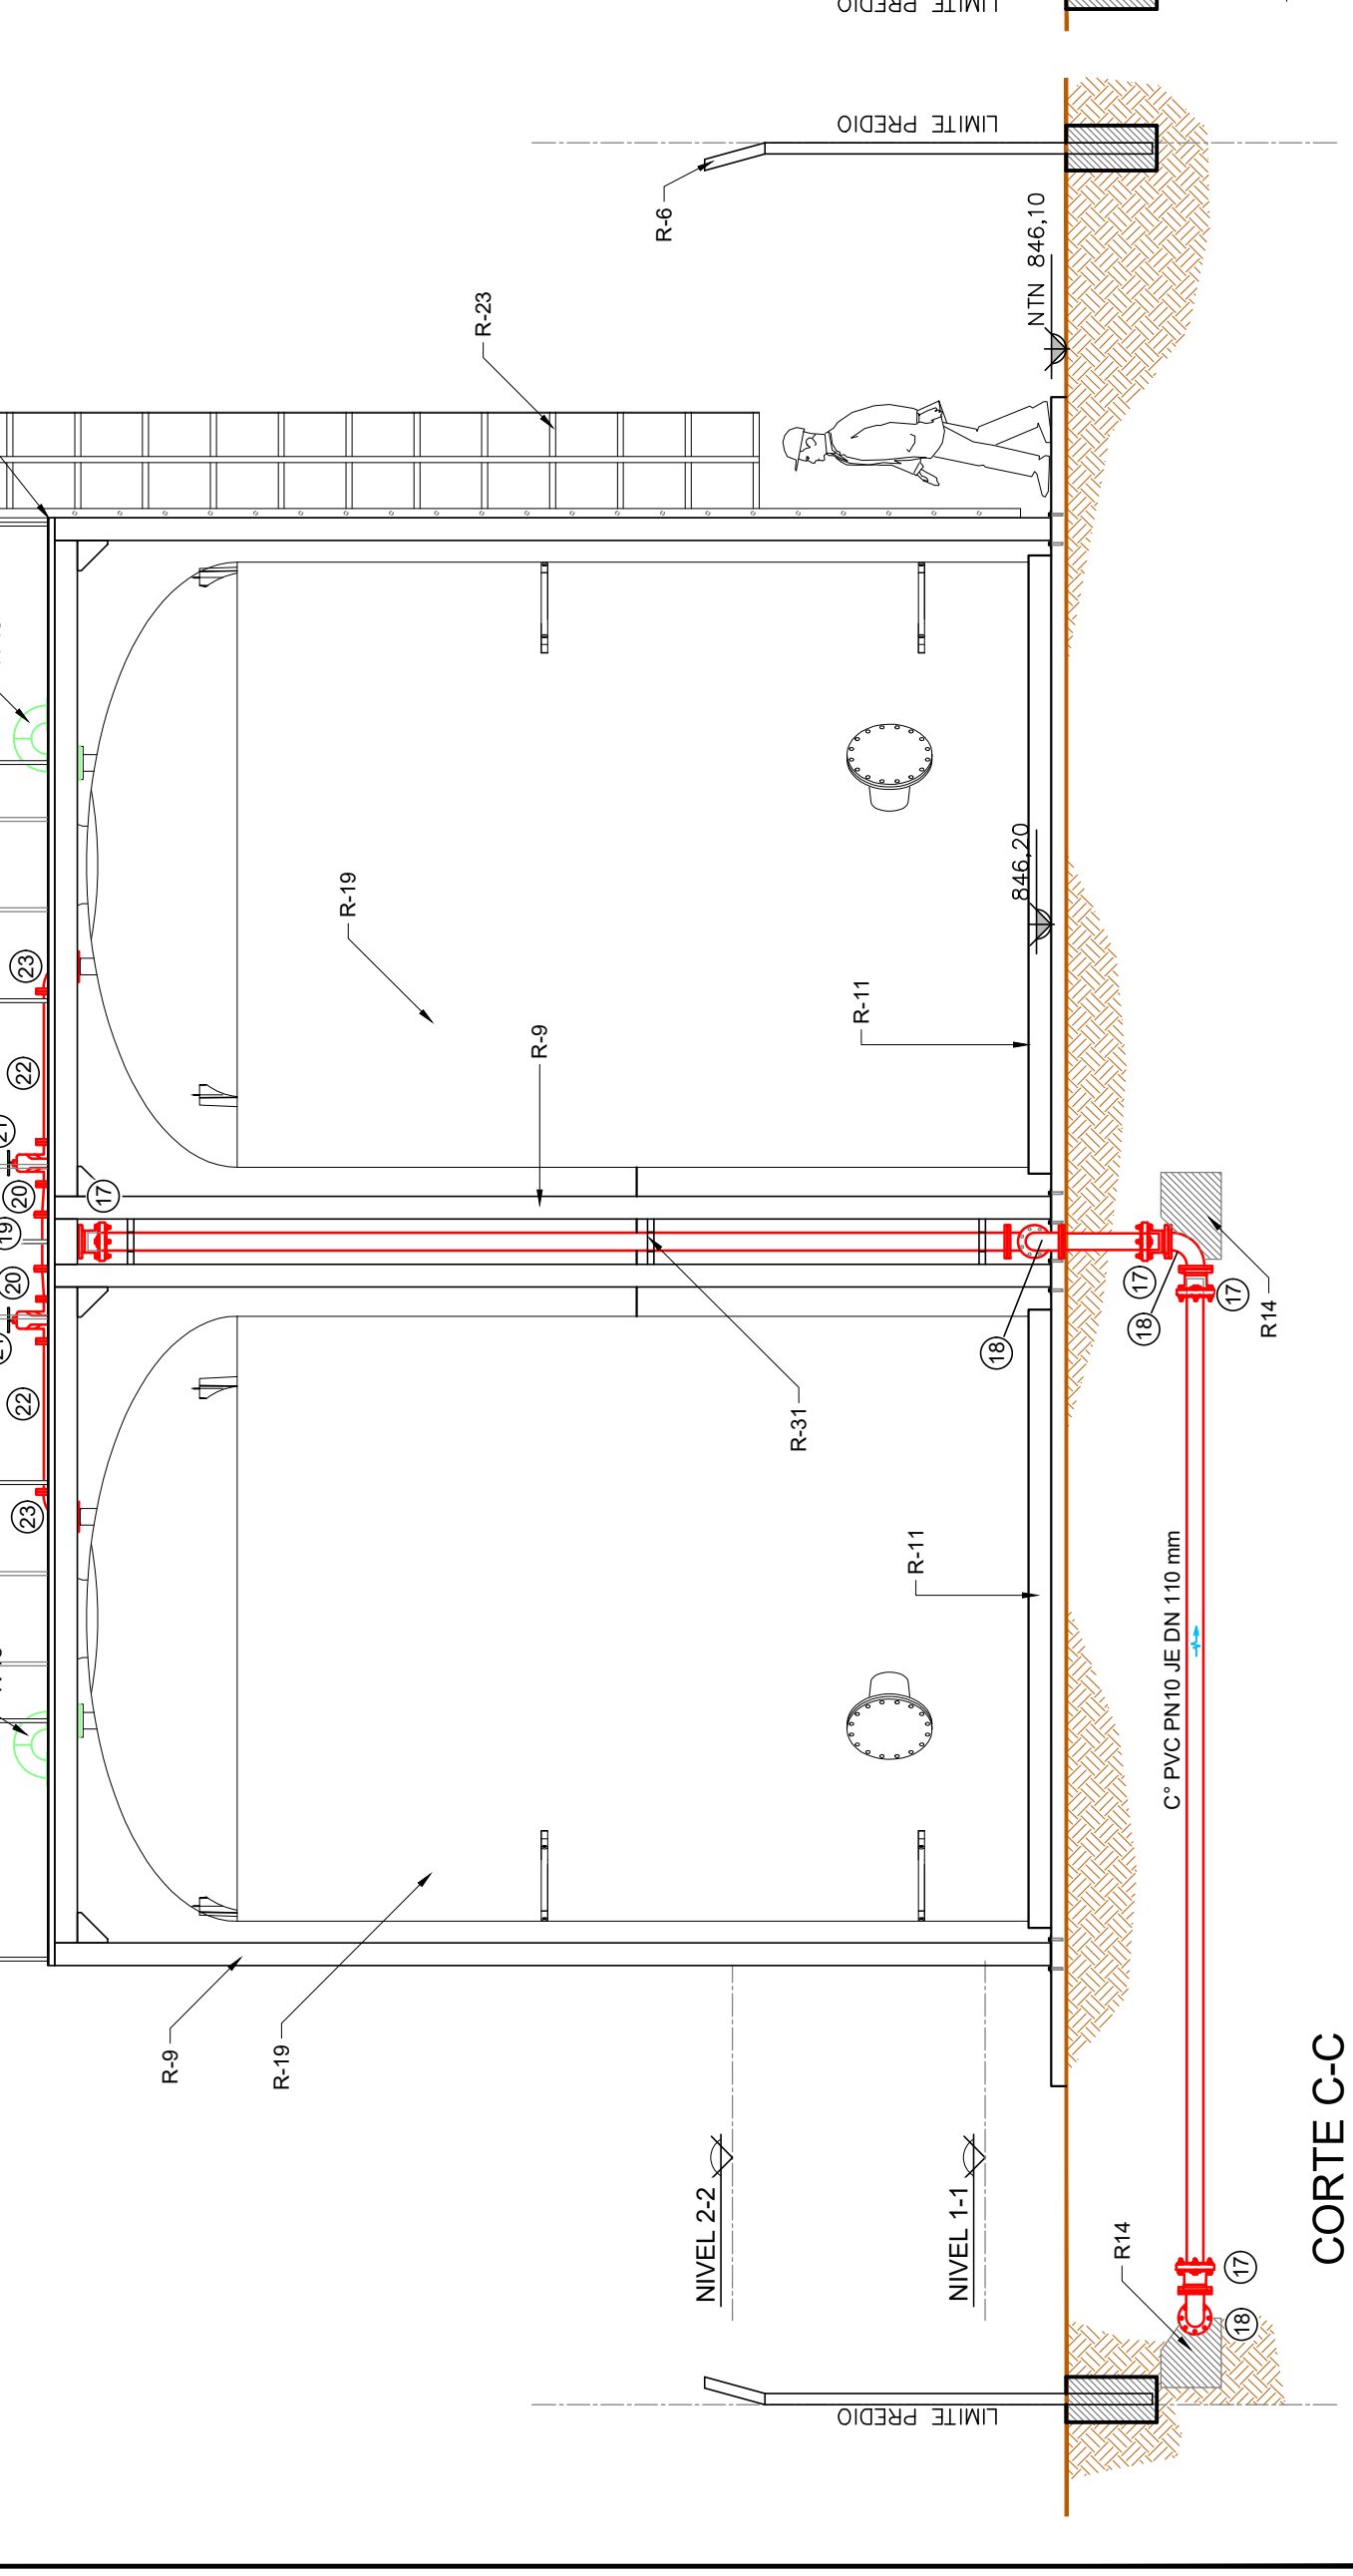 LIMITE PREDIO
LIMITE PREDIO
R-6
NTN 846,10
R-23
R-19
846,20
R-11
R-9
23
22
21
20
19
20
22
23
17
17
18
17
R14
18
R-31
R-11
C° PVC PN10 JE DN 110 mm
R-9
R-19
NIVEL 2-2
NIVEL 1-1
R14
17
18
LIMITE PREDIO
CORTE C-C